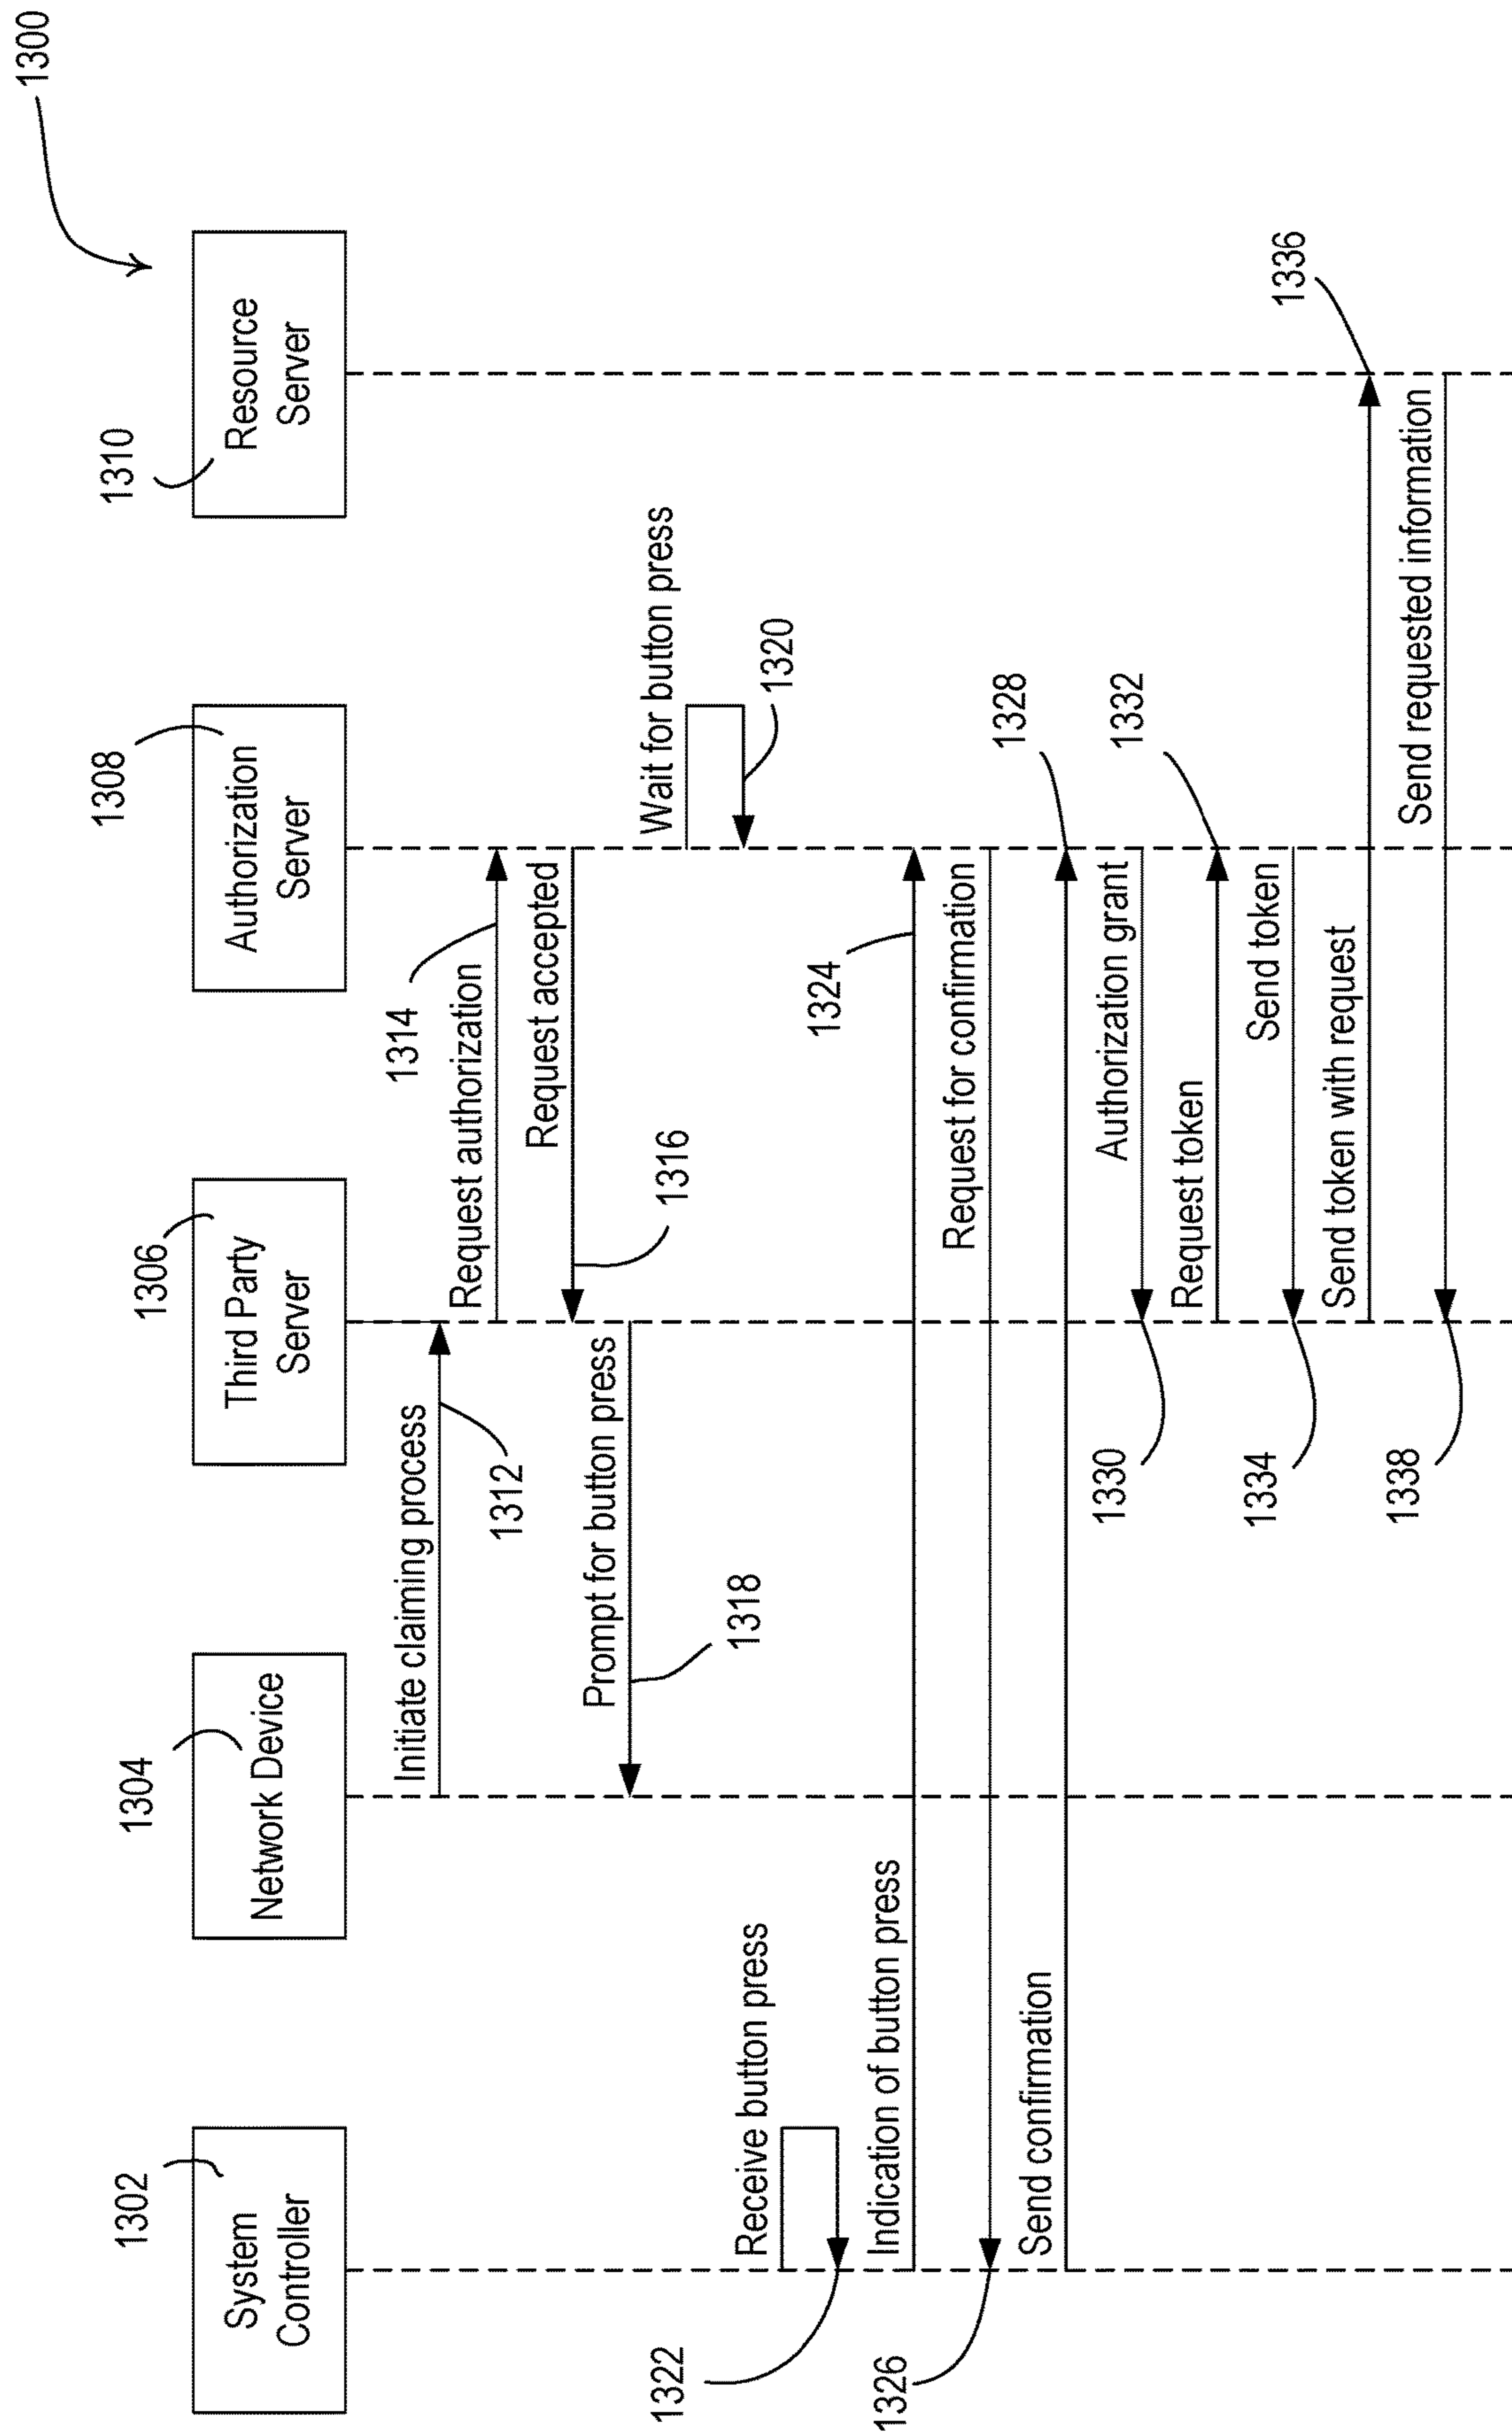 1300
1302
System
Controller
1304
Network Device
1306
Third Party
Server
1308
Authorization
Server
1310
Resource
Server
Initiate claiming process
1312
Request authorization
1314
Request accepted
1316
Prompt for button press
1318
Wait for button press
1320
Receive button press
1322
Indication of button press
1324
Request for confirmation
1326
Send confirmation
1328
Authorization grant
1330
Request token
1332
Send token
1334
Send token with request
1336
Send requested information
1338